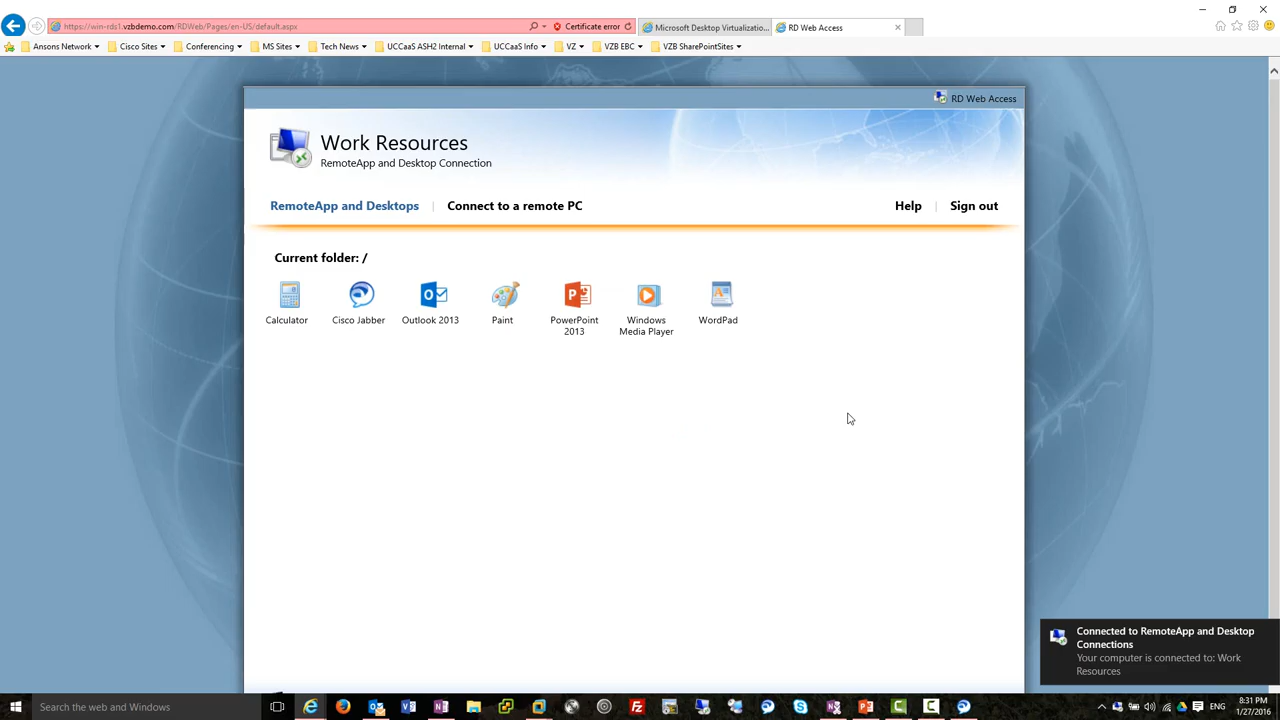 https://win-rds1.vzbdemo.com/RDWeb/Pages/en-US/default.aspx
Certificate error
Microsoft Desktop Virtualizatio...
RD Web Access
Ansons Network
Cisco Sites
Conferencing
MS Sites
Tech News
UCCaaS ASH2 Internal
UCCaaS Info
VZ
VZB EBC
VZB SharePointSites
RD Web Access
Work Resources
RemoteApp and Desktop Connection
RemoteApp and Desktops
Connect to a remote PC
Help
Sign out
Current folder: /
Calculator
Cisco Jabber
Outlook 2013
Paint
PowerPoint
2013
Windows
Media Player
WordPad
Connected to RemoteApp and Desktop
Connections
Your computer is connected to: Work
Resources
Search the web and Windows
ENG
8:31 PM
1/27/2016